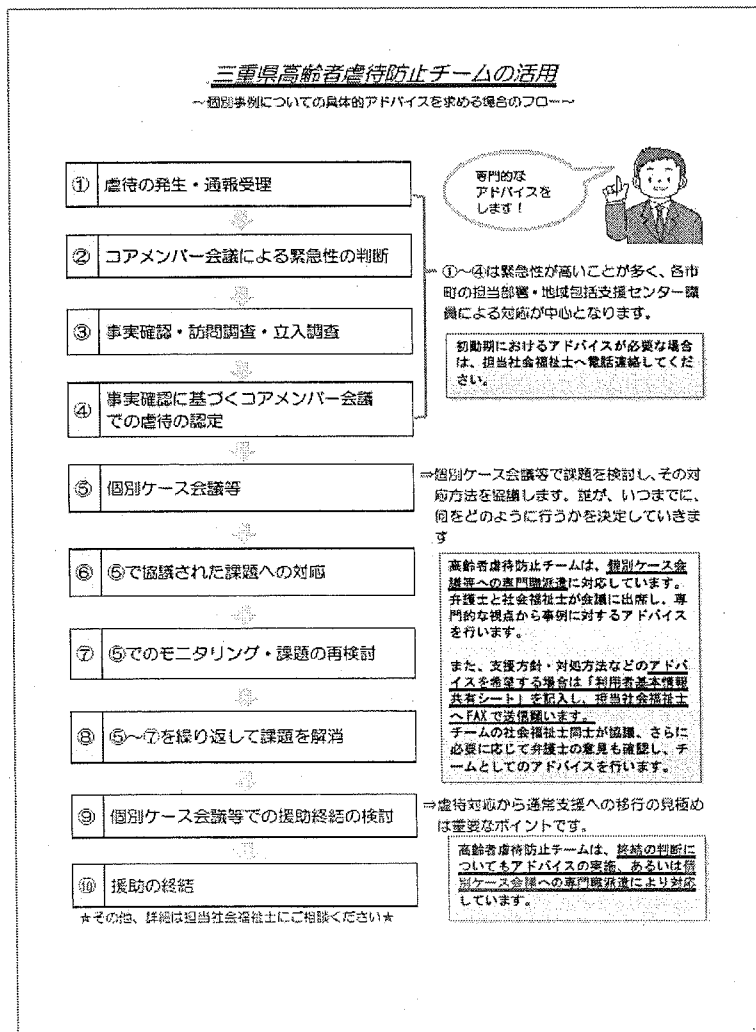 三重県高齢者虐待防止チームの活用
～個別事例についての具体的アドバイスを求める場合のフロー～
① 虐待の発生・通報受理
② コアメンバー会議による緊急性の判断
③ 事実確認・訪問調査・立入調査
④ 事実確認に基づくコアメンバー会議
での虐待の認定
⑤ 個別ケース会議等
⑥ ⑤で協議された課題への対応
⑦ ⑤でのモニタリング・課題の再検討
⑧ ⑤～⑦を繰り返して課題を解消
⑨ 個別ケース会議等での援助終結の検討
⑩ 援助の終結
★その他、詳細は担当社会福祉士にご相談ください★
専門的な
アドバイスを
します！
①～④は緊急性が高いことが多く、各市
町の担当部署・地域包括支援センター職
員による対応が中心となります。
初動期におけるアドバイスが必要な場合
は、担当社会福祉士へ電話連絡してくだ
さい。
⇒個別ケース会議等で課題を検討し、その対
応方法を協議します。誰が、いつまでに、
何をどのように行うかを決定していきま
す
高齢者虐待防止チームは、個別ケース会
議等への専門職派遣に対応しています。
弁護士と社会福祉士が会議に出席し、専
門的な視点から事例に対するアドバイス
を行います。
また、支援方針・対処方法などのアドバ
イスを希望する場合は「利用者基本情報
共有シート」を記入し、担当社会福祉士
へFAXで送信願います。
チームの社会福祉士同士が協議、さらに
必要に応じて弁護士の意見も確認し、チ
ームとしてのアドバイスを行います。
⇒虐待対応から通常支援への移行の見極め
は重要なポイントです。
高齢者虐待防止チームは、終結の判断に
ついてもアドバイスの実施、あるいは個
別ケース会議への専門職派遣により対応
しています。